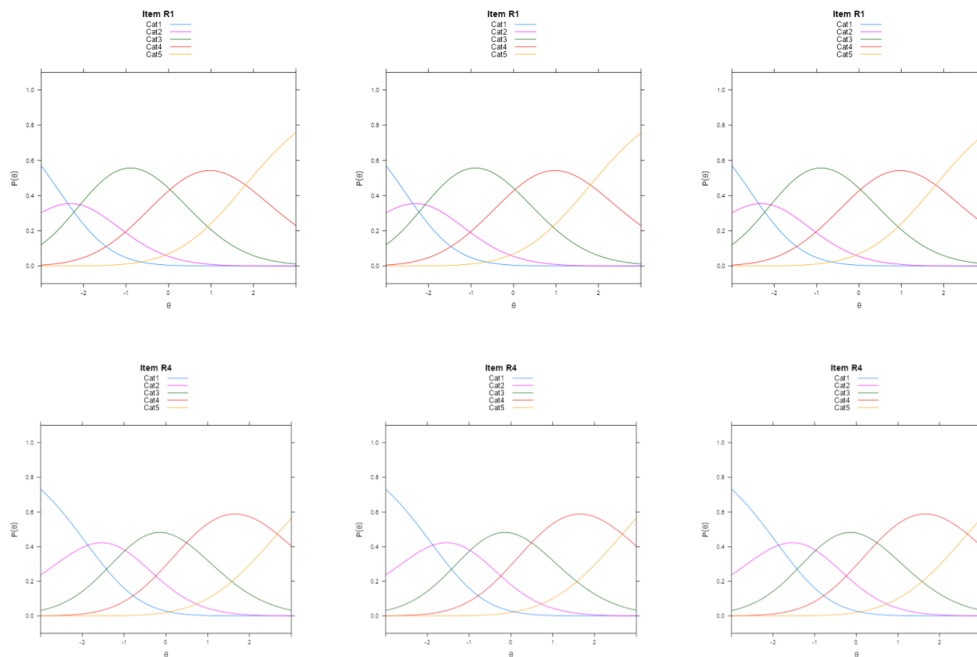 Item R1
Cat1
Cat2
Cat3
Cat4
Cat5
1.0
0.8
0.6
0.4
0.2
0.0
P(θ)
-2 -1 0 1 2
θ
Item R1
Cat1
Cat2
Cat3
Cat4
Cat5
1.0
0.8
0.6
0.4
0.2
0.0
P(θ)
-2 -1 0 1 2
θ
Item R1
Cat1
Cat2
Cat3
Cat4
Cat5
1.0
0.8
0.6
0.4
0.2
0.0
P(θ)
-2 -1 0 1 2
θ
Item R4
Cat1
Cat2
Cat3
Cat4
Cat5
1.0
0.8
0.6
0.4
0.2
0.0
P(θ)
-2 -1 0 1 2
θ
Item R4
Cat1
Cat2
Cat3
Cat4
Cat5
1.0
0.8
0.6
0.4
0.2
0.0
P(θ)
-2 -1 0 1 2
θ
Item R4
Cat1
Cat2
Cat3
Cat4
Cat5
1.0
0.8
0.6
0.4
0.2
0.0
P(θ)
-2 -1 0 1 2
θ